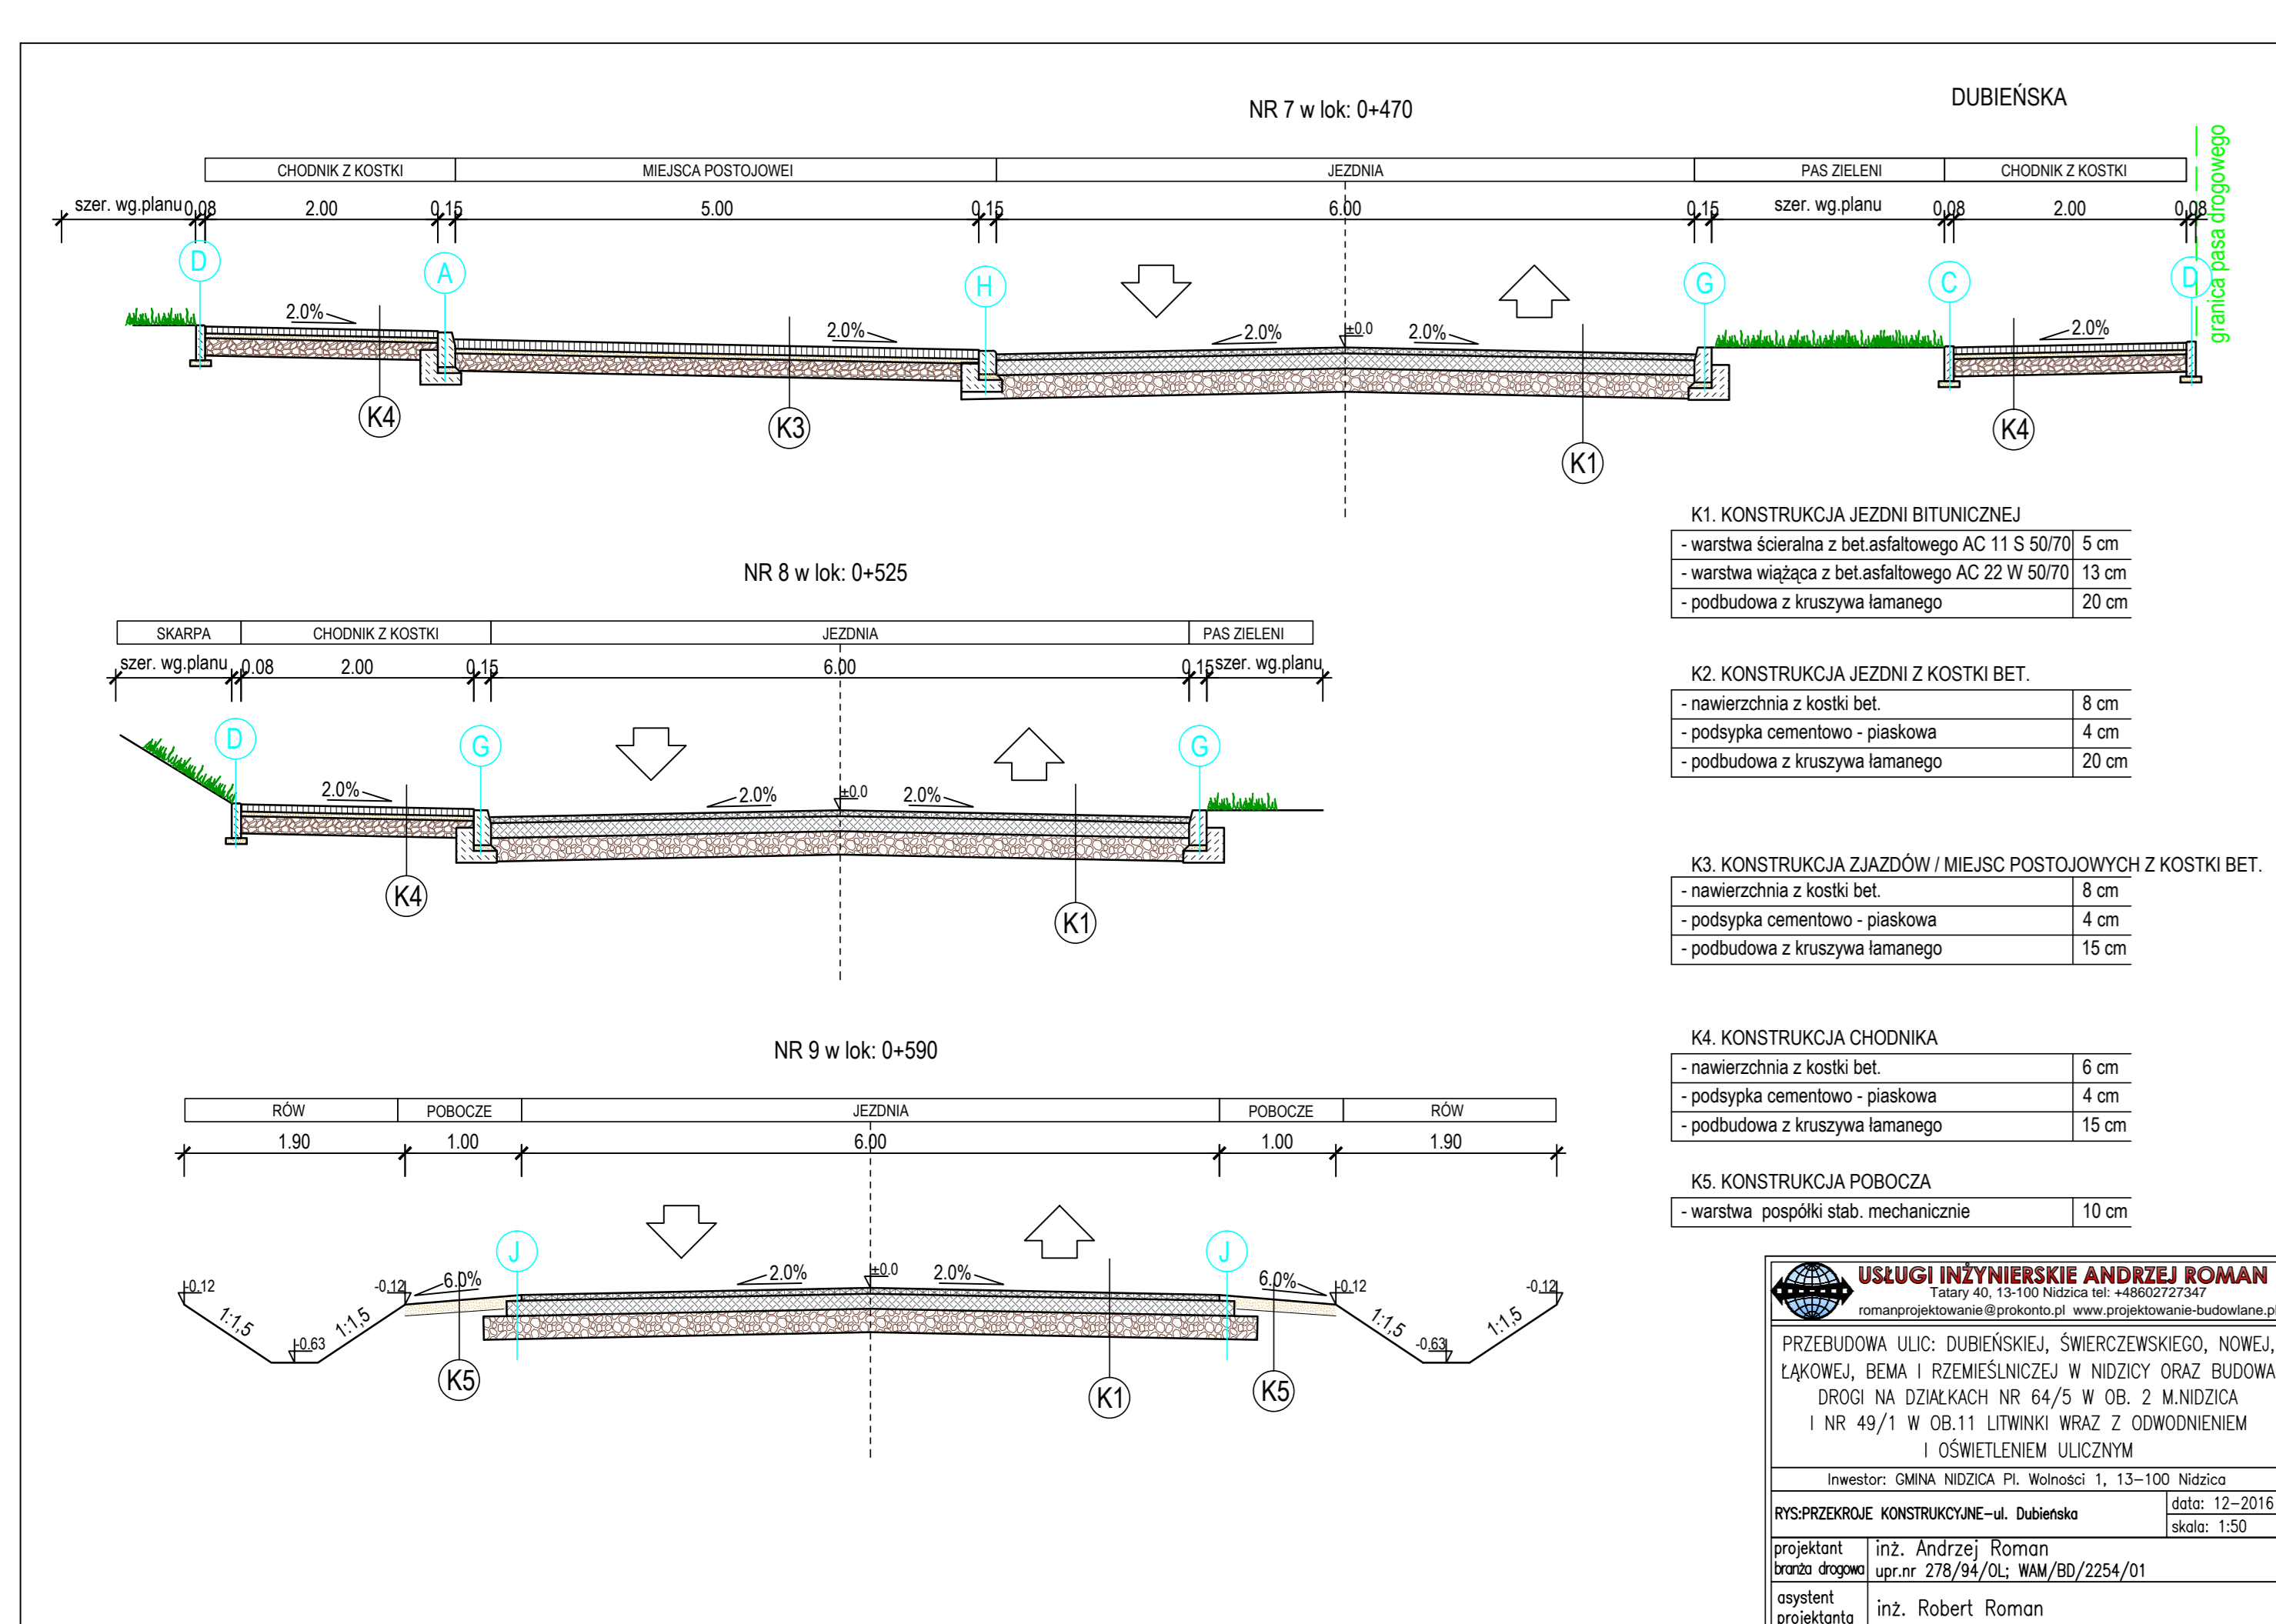 DUBIEŃSKA
granica pasa drogowego
NR 7 w lok: 0+470
CHODNIK Z KOSTKI MIEJSCA POSTOJOWEI JEZDNIA PAS ZIELENI CHODNIK Z KOSTKI
szer. wg.planu 0.08 2.00 0.15 5.00 0.15 6.00 0.15 szer. wg.planu 0.08 2.00 0.08
D A H G C D
2.0% 2.0% 2.0% ±0.0 2.0% 2.0%
K4 K3 K1 K4
NR 8 w lok: 0+525
SKARPA CHODNIK Z KOSTKI JEZDNIA PAS ZIELENI
szer. wg.planu 0.08 2.00 0.15 6.00 0.15 szer. wg.planu
D G G
2.0% 2.0% ±0.0 2.0%
K4 K1
NR 9 w lok: 0+590
RÓW POBOCZE JEZDNIA POBOCZE RÓW
1.90 1.00 6.00 1.00 1.90
J J
-0.12 -0.12 6.0% 2.0% ±0.0 2.0% 6.0% -0.12 -0.12
1:1,5 1:1,5 1:1,5 1:1,5
-0.63 -0.63
K5 K1 K5
K1. KONSTRUKCJA JEZDNI BITUNICZNEJ
- warstwa ścieralna z bet.asfaltowego AC 11 S 50/70 5 cm
- warstwa wiążąca z bet.asfaltowego AC 22 W 50/70 13 cm
- podbudowa z kruszywa łamanego 20 cm
K2. KONSTRUKCJA JEZDNI Z KOSTKI BET.
- nawierzchnia z kostki bet. 8 cm
- podsypka cementowo - piaskowa 4 cm
- podbudowa z kruszywa łamanego 20 cm
K3. KONSTRUKCJA ZJAZDÓW / MIEJSC POSTOJOWYCH Z KOSTKI BET.
- nawierzchnia z kostki bet. 8 cm
- podsypka cementowo - piaskowa 4 cm
- podbudowa z kruszywa łamanego 15 cm
K4. KONSTRUKCJA CHODNIKA
- nawierzchnia z kostki bet. 6 cm
- podsypka cementowo - piaskowa 4 cm
- podbudowa z kruszywa łamanego 15 cm
K5. KONSTRUKCJA POBOCZA
- warstwa pospółki stab. mechanicznie 10 cm
USŁUGI INŻYNIERSKIE ANDRZEJ ROMAN
Tatary 40, 13-100 Nidzica tel: +48602727347
romanprojektowanie@prokonto.pl www.projektowanie-budowlane.pl
PRZEBUDOWA ULIC: DUBIEŃSKIEJ, ŚWIERCZEWSKIEGO, NOWEJ,
ŁĄKOWEJ, BEMA I RZEMIEŚLNICZEJ W NIDZICY ORAZ BUDOWA
DROGI NA DZIAŁKACH NR 64/5 W OB. 2 M.NIDZICA
I NR 49/1 W OB.11 LITWINKI WRAZ Z ODWODNIENIEM
I OŚWIETLENIEM ULICZNYM
Inwestor: GMINA NIDZICA Pl. Wolności 1, 13-100 Nidzica
RYS:PRZEKROJE KONSTRUKCYJNE-ul. Dubieńska
data: 12-2016
skala: 1:50
projektant
branża drogowa
inż. Andrzej Roman
upr.nr 278/94/OL; WAM/BD/2254/01
asystent
projektanta
inż. Robert Roman